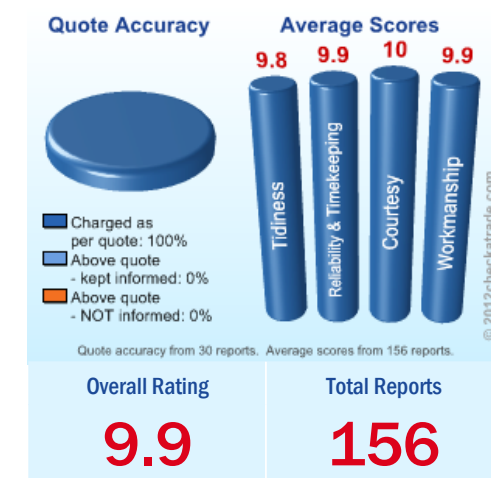 Quote Accuracy
Average Scores
9.8
9.9
10
9.9
Tidiness
Reliability & Timekeeping
Courtesy
Workmanship
Charged as
per quote: 100%
Above quote
- kept informed: 0%
Above quote
- NOT informed: 0%
© 2012checkatrade.com
Quote accuracy from 30 reports. Average scores from 156 reports.
Overall Rating
Total Reports
9.9
156